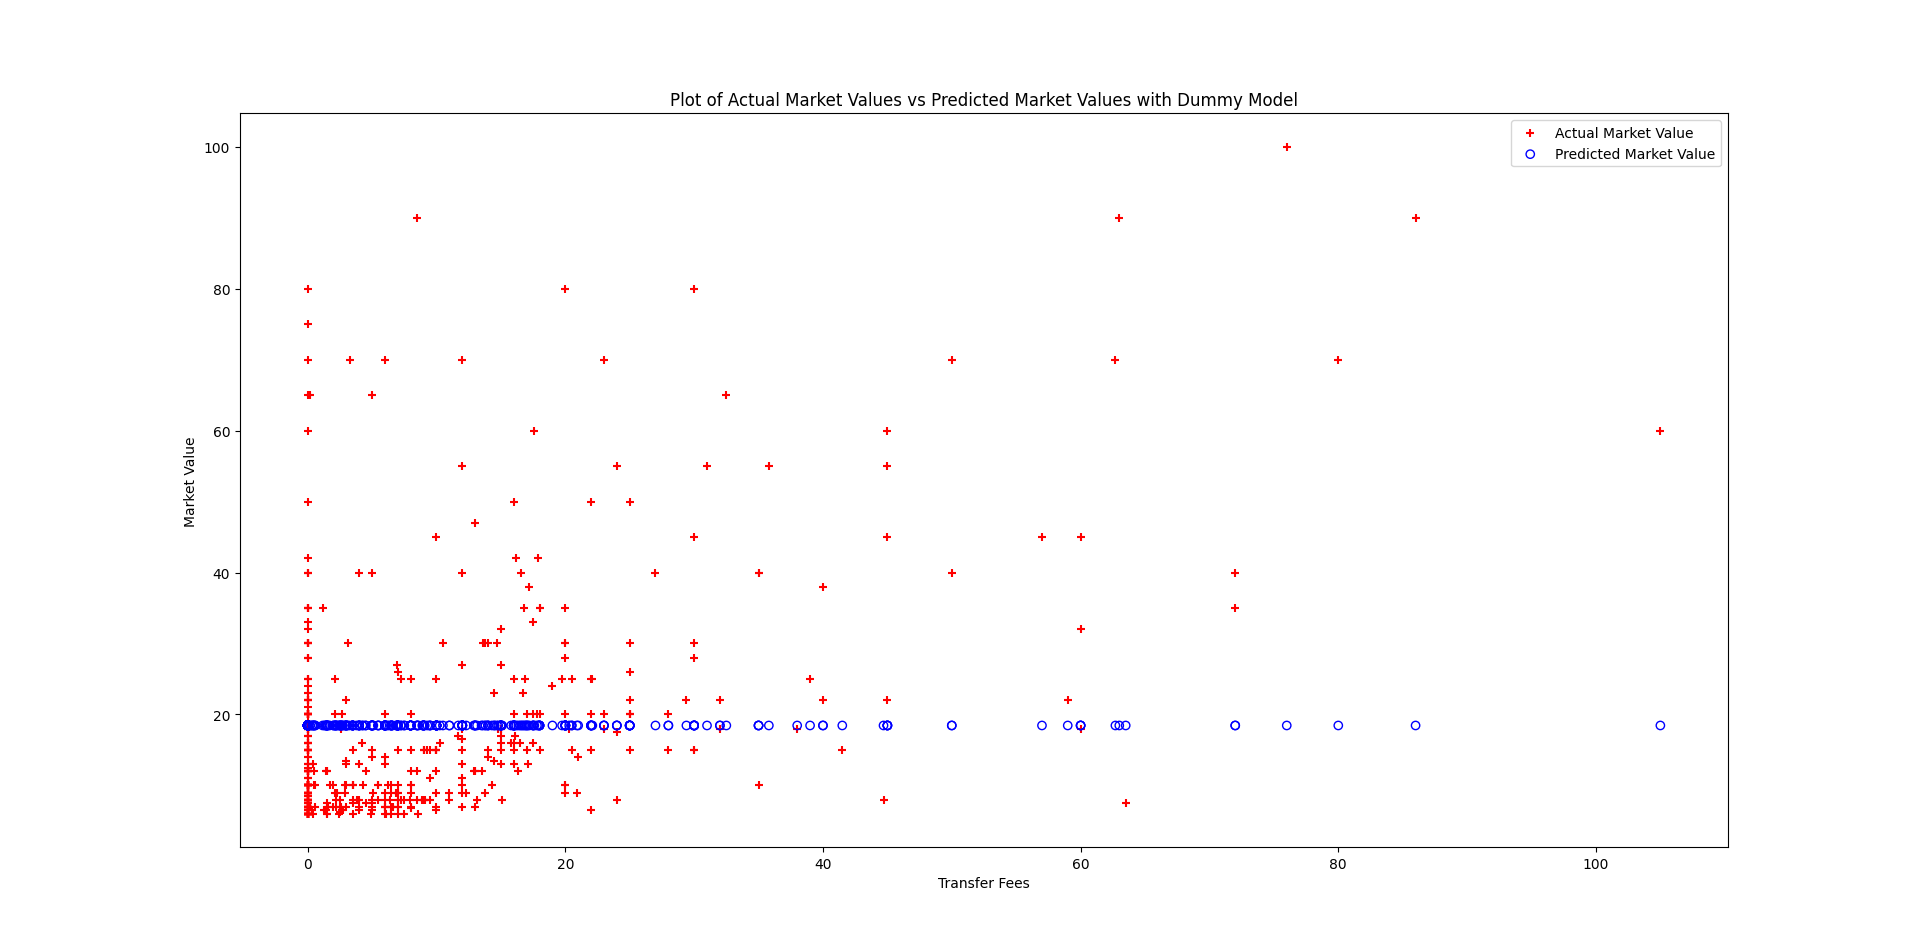 Plot of Actual Market Values vs Predicted Market Values with Dummy Model
Actual Market Value
Predicted Market Value
100
80
60
40
20
Market Value
0 20 40 60 80 100
Transfer Fees